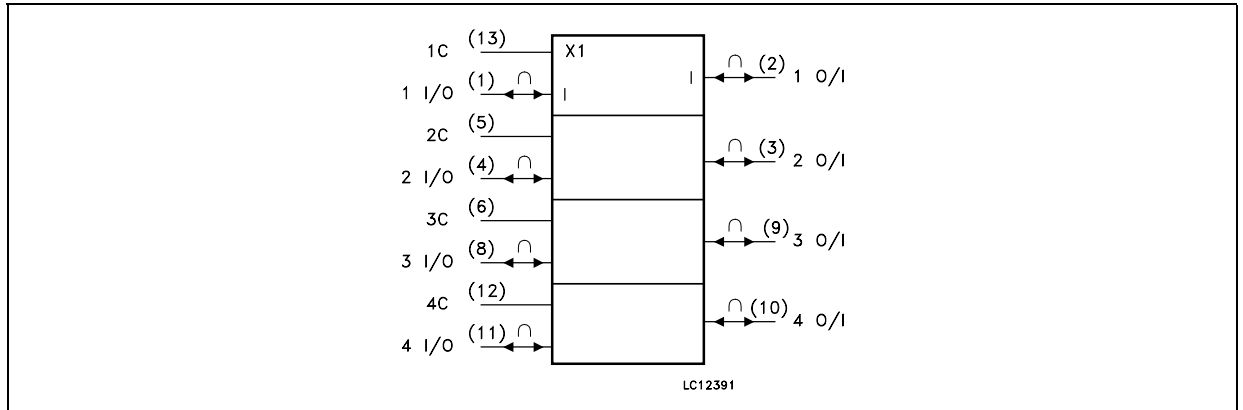 1C (13) X1
∩ (2) 1 O/I
1 I/O (1) ∩ I I
2C (5)
∩ (3) 2 O/I
2 I/O (4) ∩
3C (6)
∩ (9) 3 O/I
3 I/O (8) ∩
4C (12)
∩ (10) 4 O/I
4 I/O (11) ∩
LC12391